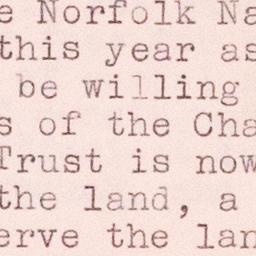 e Norfolk Na
this year as
be willing
s of the Cha
Trust is now
the land, a
erve the lan